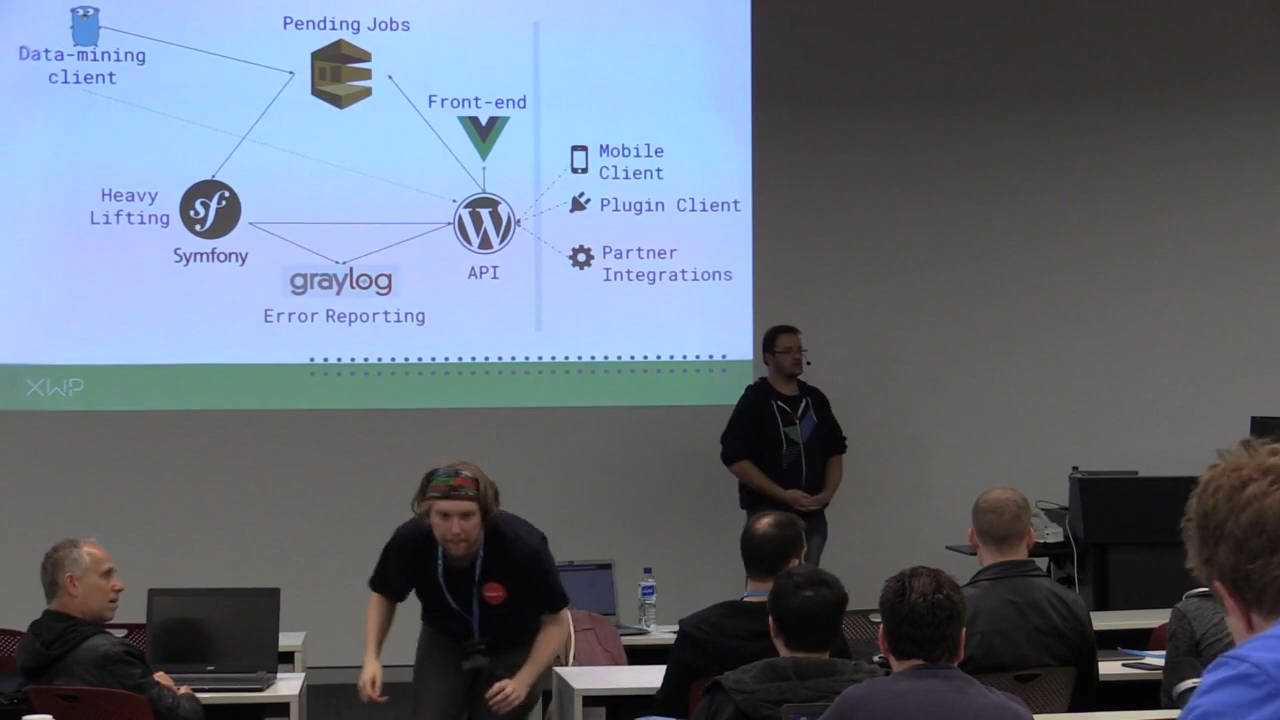 Pending Jobs
Data-mining
client
Front-end
Mobile
Client
Heavy
Lifting
sf
Plugin Client
Symfony
W
API
Partner
Integrations
graylog
Error Reporting
XWP